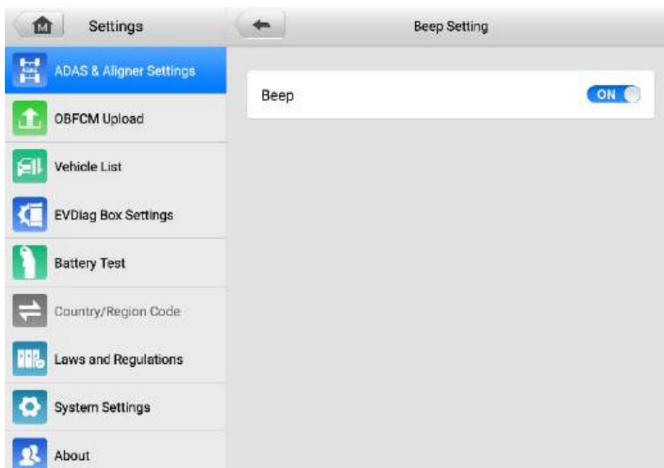 M
Settings
Beep Setting
ADAS
ADAS & Aligner Settings
Beep
ON
OBFCM Upload
Vehicle List
EVDiag Box Settings
Battery Test
Country/Region Code
Laws and Regulations
System Settings
About